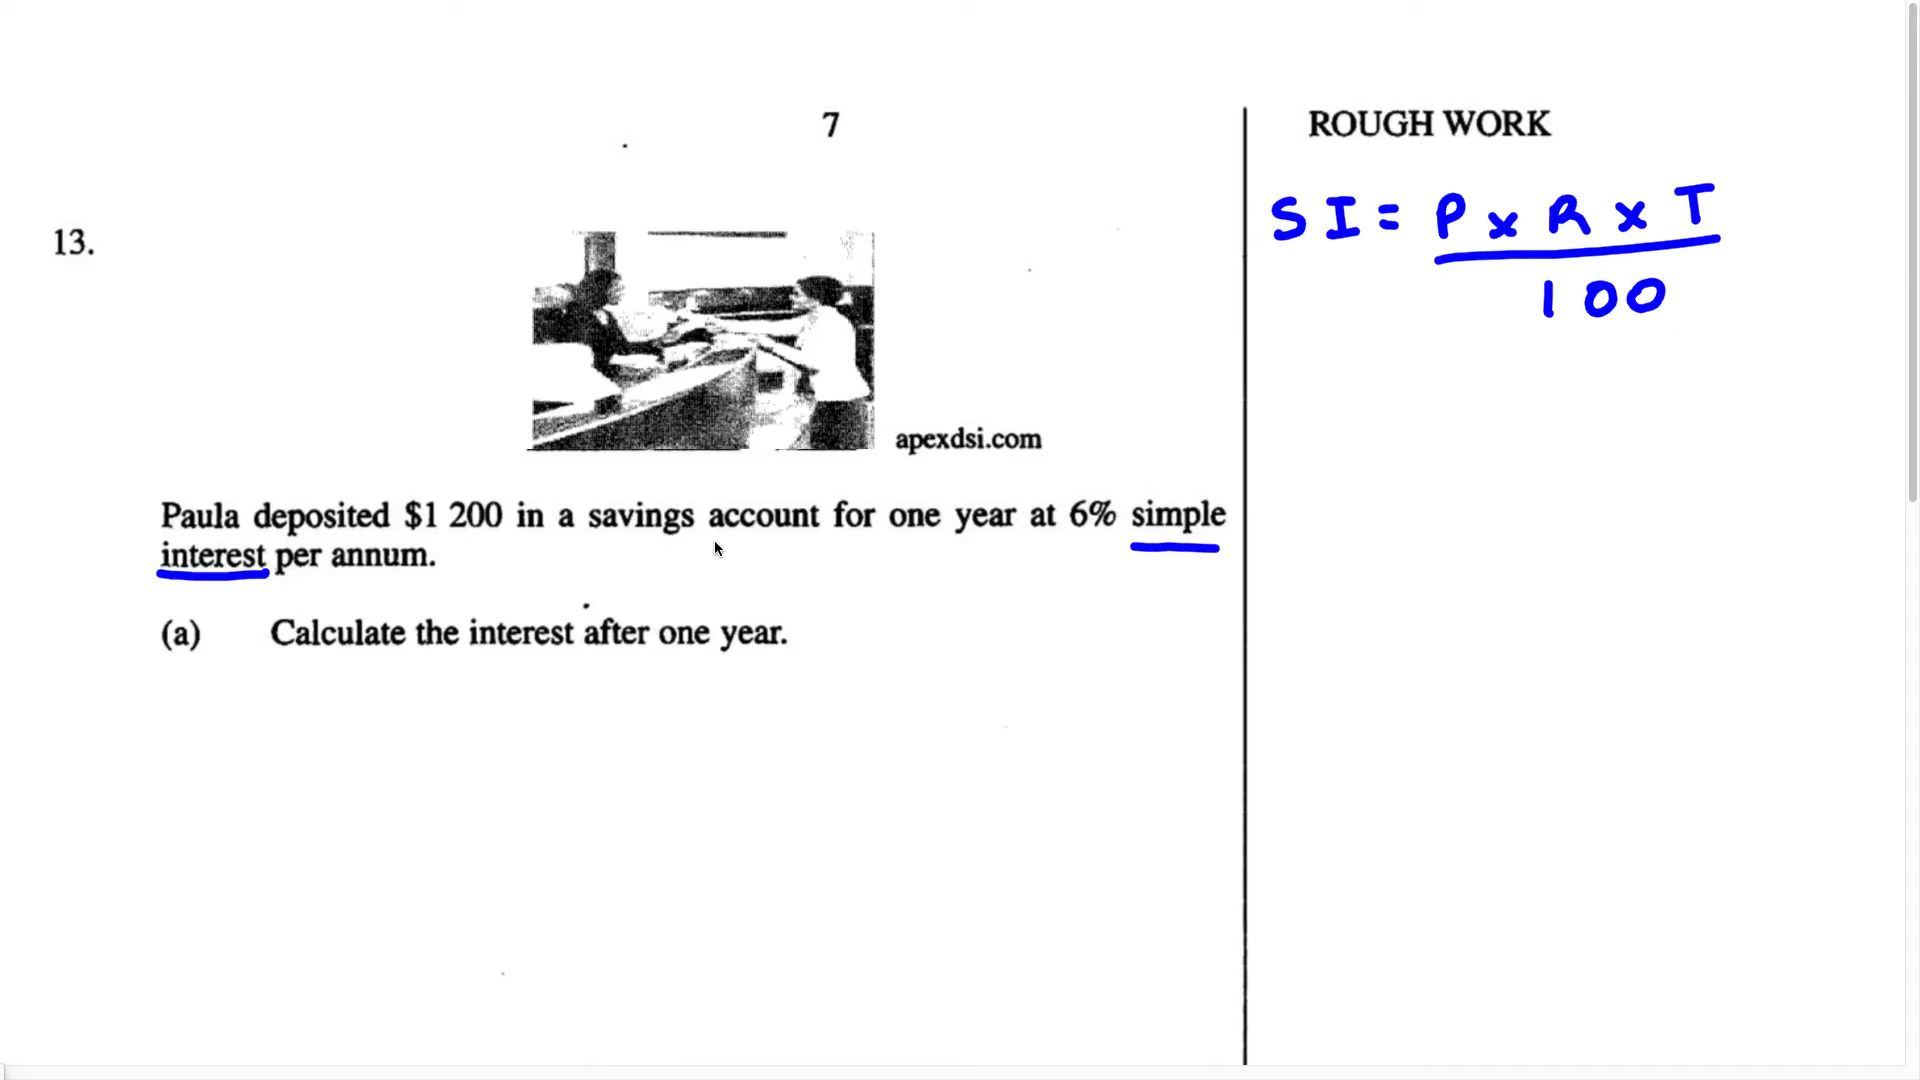 7
ROUGH WORK
S I = P x R x T
100
13.
apexdsi.com
Paula deposited $1 200 in a savings account for one year at 6% simple
interest per annum.
(a) Calculate the interest after one year.